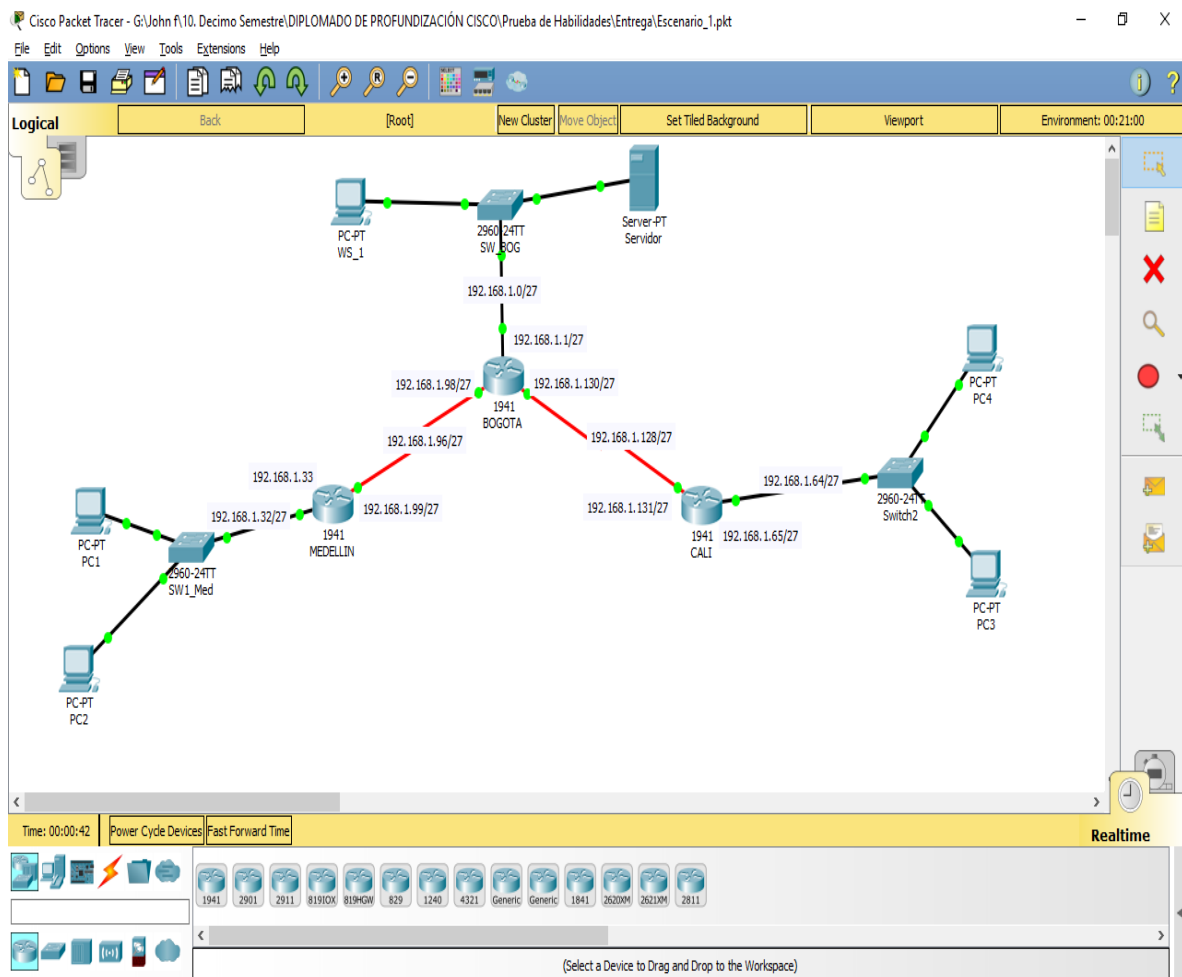 Cisco Packet Tracer - G:\John f\10. Decimo Semestre\DIPLOMADO DE PROFUNDIZACIÓN CISCO\Prueba de Habilidades\Entrega\Escenario_1.pkt
File Edit Options View Tools Extensions Help
Logical Back [Root] New Cluster Move Object Set Tiled Background Viewport Environment: 00:21:00
PC-PT
WS_1
2960-24TT
SW_BOG
Server-PT
Servidor
192.168.1.0/27
192.168.1.1/27
192.168.1.98/27
192.168.1.130/27
1941
BOGOTA
192.168.1.96/27
192.168.1.128/27
PC-PT
PC4
192.168.1.33
192.168.1.99/27
192.168.1.32/27
1941
MEDELLIN
PC-PT
PC1
2960-24TT
SW1_Med
PC-PT
PC2
192.168.1.64/27
192.168.1.131/27
1941
CALI
192.168.1.65/27
2960-24TT
Switch2
PC-PT
PC3
Time: 00:00:42 Power Cycle Devices Fast Forward Time Realtime
1941 2901 2911 819IOX 819HGW 829 1240 4321 Generic Generic 1841 2620XM 2621XM 2811
(Select a Device to Drag and Drop to the Workspace)